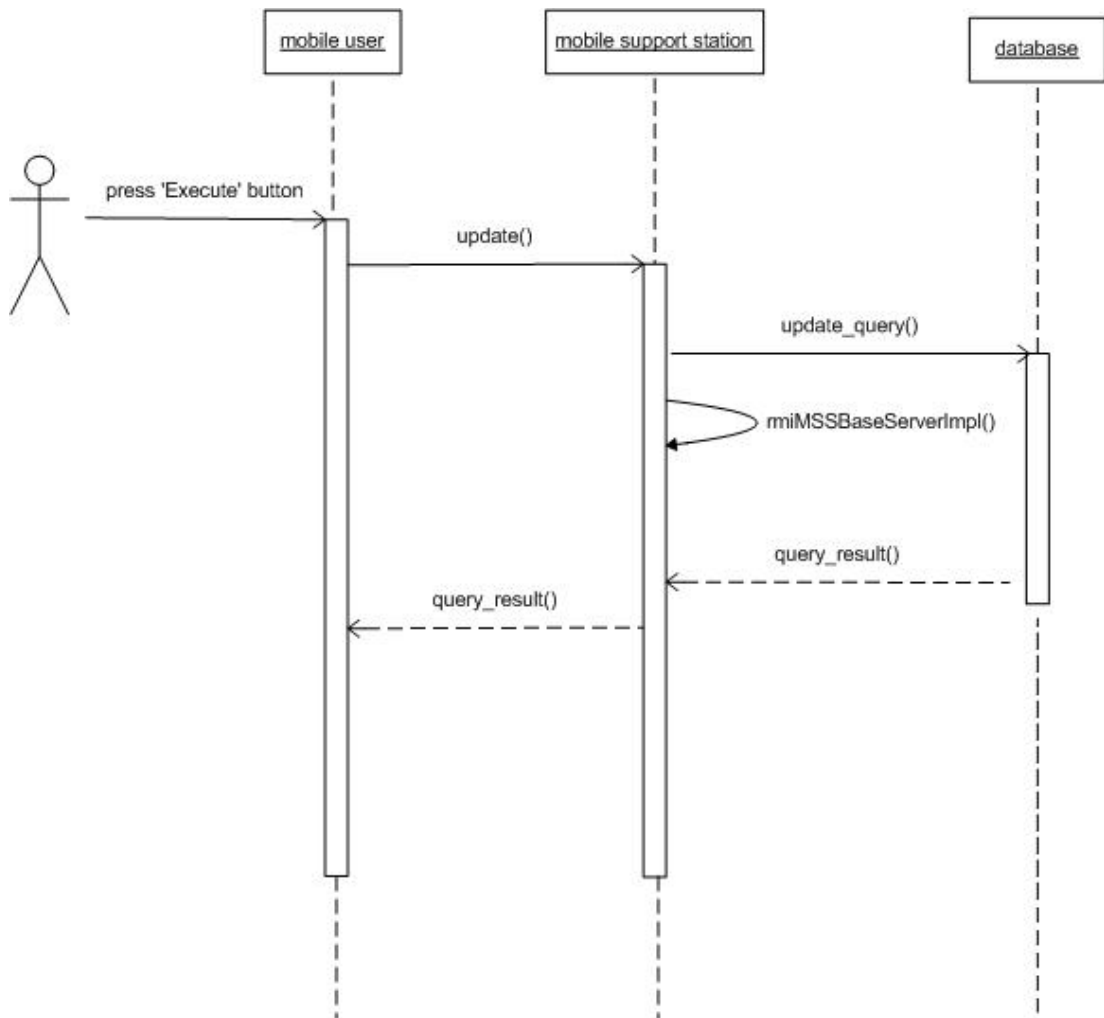 mobile user
mobile support station
database
press 'Execute' button
update()
update_query()
rmiMSSBaseServerImpl()
query_result()
query_result()